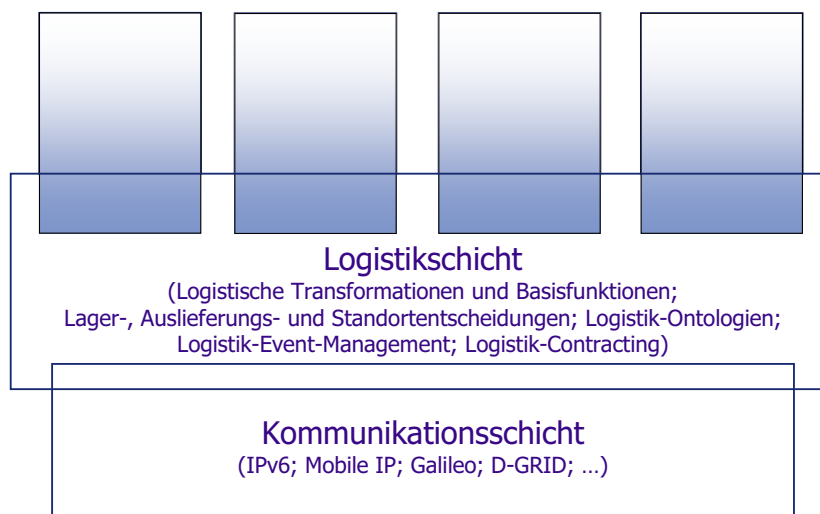 Logistikschicht
(Logistische Transformationen und Basisfunktionen;
Lager-, Auslieferungs- und Standortentscheidungen; Logistik-Ontologien;
Logistik-Event-Management; Logistik-Contracting)
Kommunikationsschicht
(IPv6; Mobile IP; Galileo; D-GRID; …)